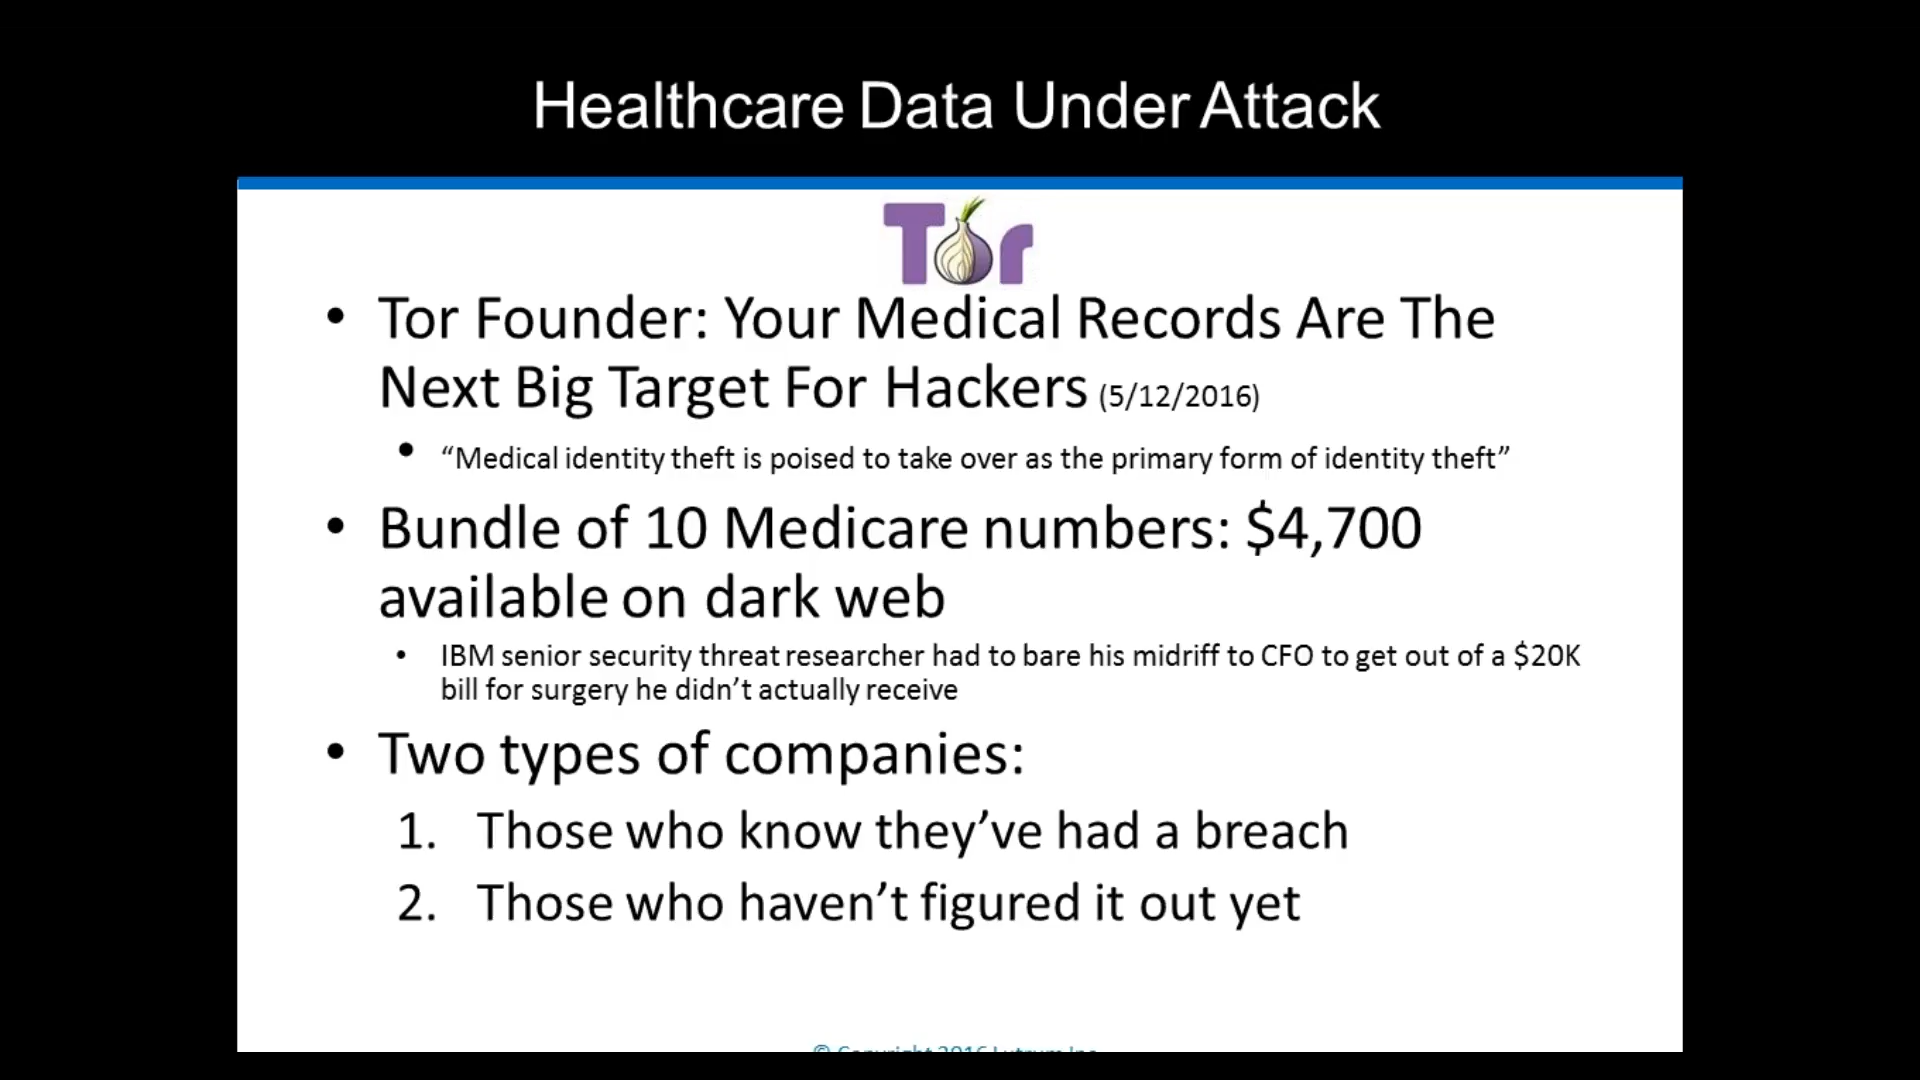 Healthcare Data Under Attack
Tor
• Tor Founder: Your Medical Records Are The
Next Big Target For Hackers (5/12/2016)
• “Medical identity theft is poised to take over as the primary form of identity theft”
• Bundle of 10 Medicare numbers: $4,700
available on dark web
• IBM senior security threat researcher had to bare his midriff to CFO to get out of a $20K
bill for surgery he didn’t actually receive
• Two types of companies:
1. Those who know they’ve had a breach
2. Those who haven’t figured it out yet
© Copyright 2016